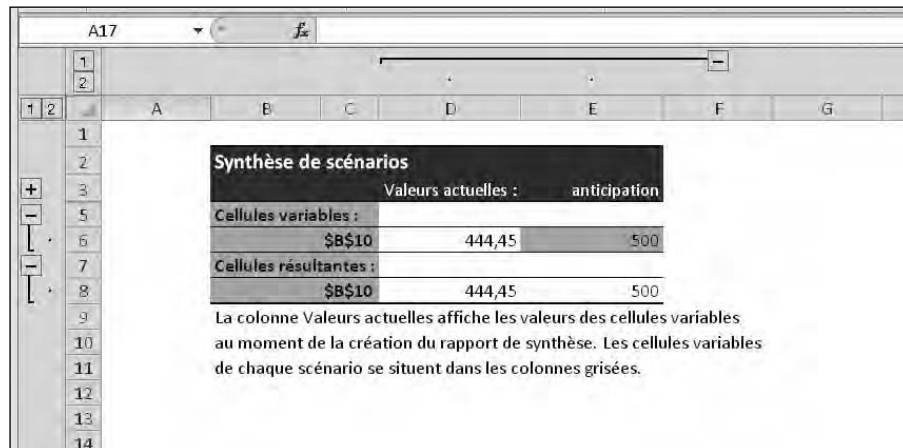 A17 fx
1
2
1 2 A B C D E F G
1
2 Synthèse de scénarios
3 Valeurs actuelles : anticipation
5 Cellules variables :
6 $B$10 444,45 500
7 Cellules résultantes :
8 $B$10 444,45 500
9 La colonne Valeurs actuelles affiche les valeurs des cellules variables
10 au moment de la création du rapport de synthèse. Les cellules variables
11 de chaque scénario se situent dans les colonnes grisées.
12
13
14